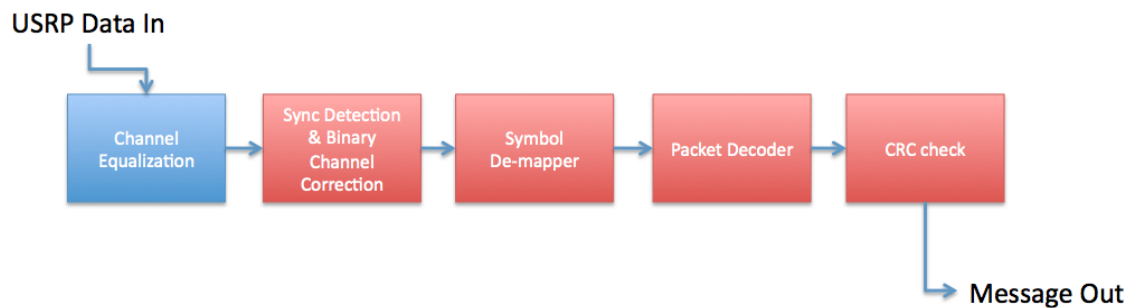 USRP Data In
Channel
Equalization
Sync Detection
& Binary
Channel
Correction
Symbol
De-mapper
Packet Decoder
CRC check
Message Out